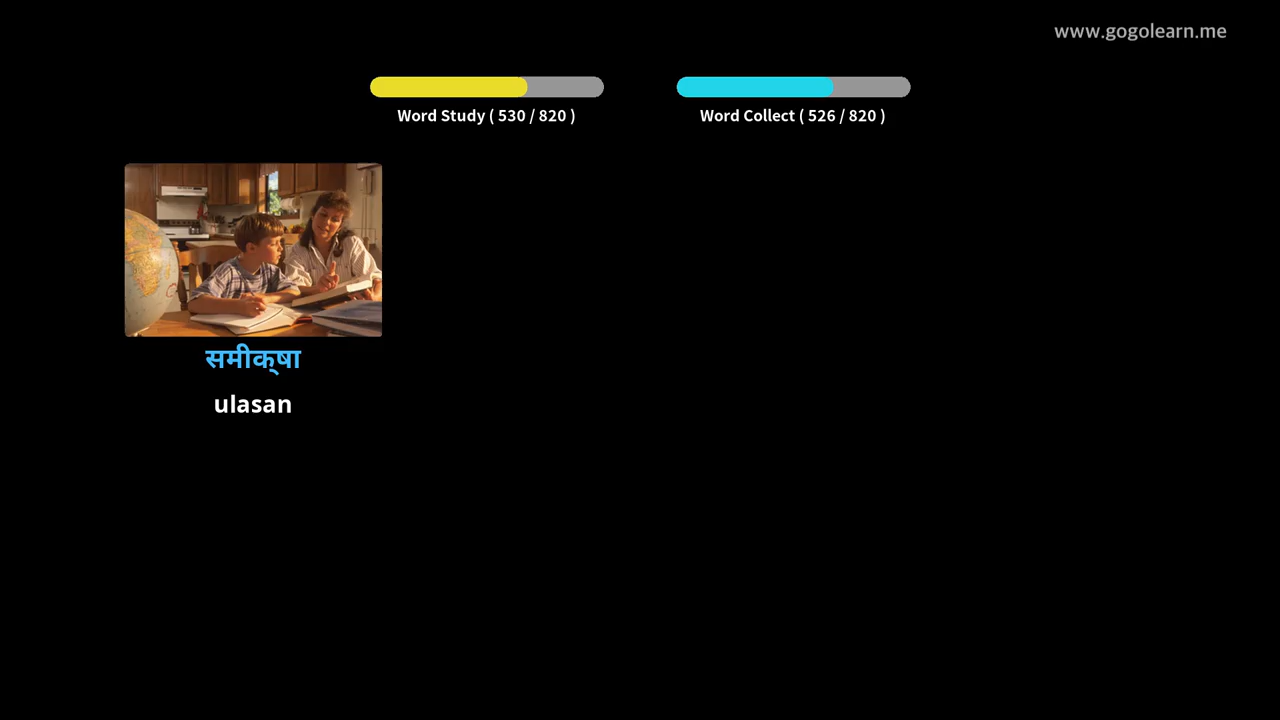 www.gogolearn.me
Word Study ( 530 / 820 )
Word Collect ( 526 / 820 )
समीक्‌षा
ulasan